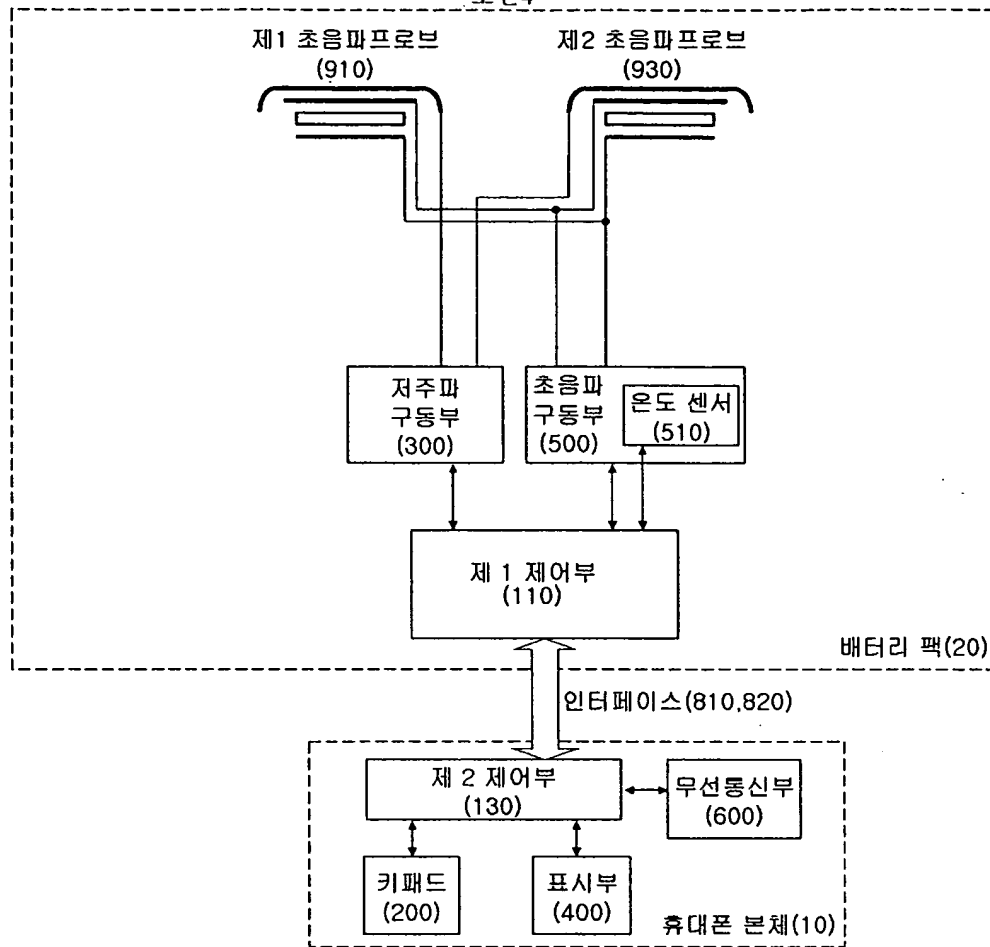 제1 초음파프로브
(910)
제2 초음파프로브
(930)
저주파
구동부
(300)
초음파
구동부
(500)
온도 센서
(510)
제 1 제어부
(110)
배터리 팩(20)
인터페이스(810,820)
제 2 제어부
(130)
무선통신부
(600)
키패드
(200)
표시부
(400)
휴대폰 본체(10)